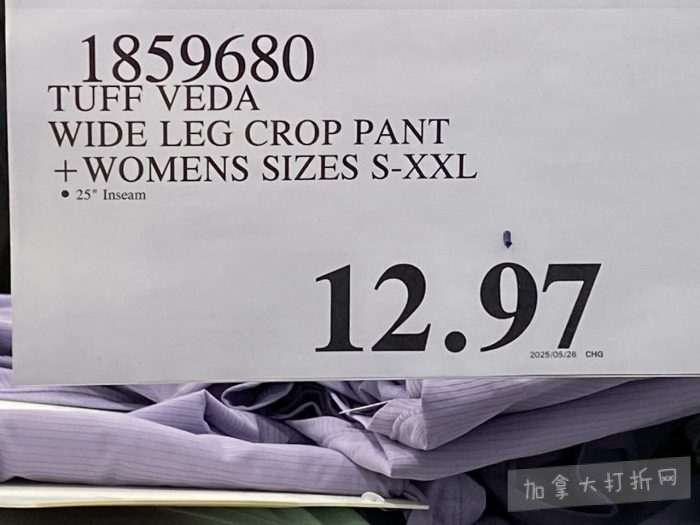 1859680
TUFF VEDA
WIDE LEG CROP PANT
+WOMENS SIZES S-XXL
• 25" Inseam
12.97
2025/05/26 CHG
加拿大打折网